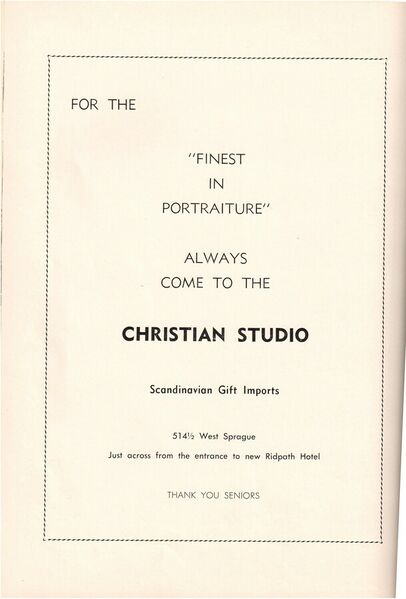 FOR THE
"FINEST
IN
PORTRAITURE"
ALWAYS
COME TO THE
CHRISTIAN STUDIO
Scandinavian Gift Imports
514½ West Sprague
Just across from the entrance to new Ridpath Hotel
THANK YOU SENIORS